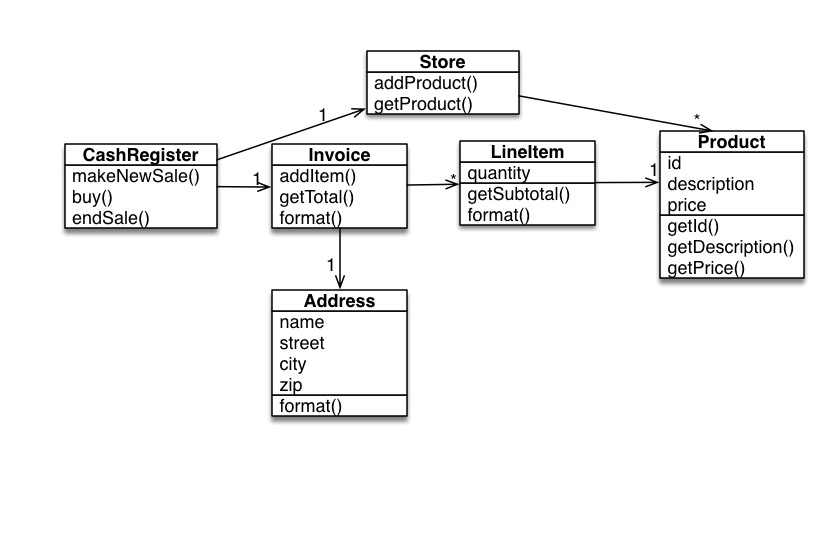 Store
addProduct()
getProduct()
1
*
CashRegister
makeNewSale()
buy()
endSale()
1
Invoice
addItem()
getTotal()
format()
*
LineItem
quantity
getSubtotal()
format()
1
Product
id
description
price
getId()
getDescription()
getPrice()
1
Address
name
street
city
zip
format()